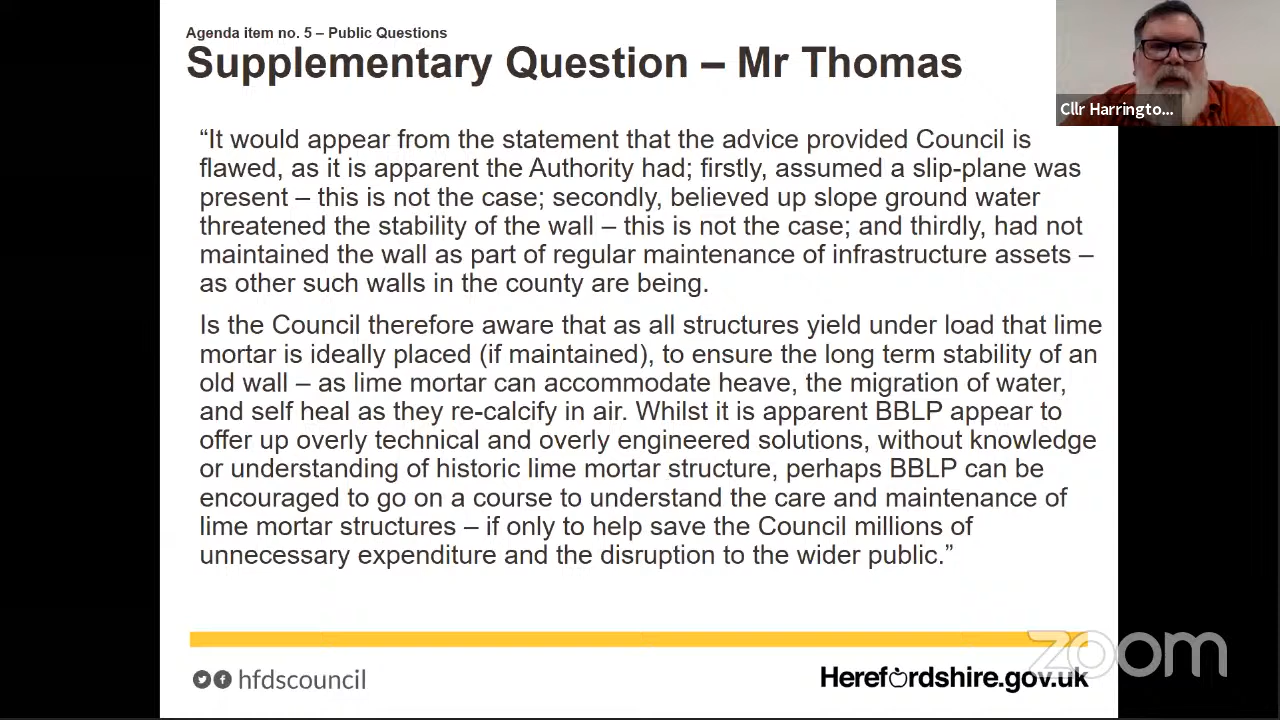 Agenda item no. 5 – Public Questions
Supplementary Question – Mr Thomas
Cllr Harringto...
“It would appear from the statement that the advice provided Council is
flawed, as it is apparent the Authority had; firstly, assumed a slip-plane was
present – this is not the case; secondly, believed up slope ground water
threatened the stability of the wall – this is not the case; and thirdly, had not
maintained the wall as part of regular maintenance of infrastructure assets –
as other such walls in the county are being.
Is the Council therefore aware that as all structures yield under load that lime
mortar is ideally placed (if maintained), to ensure the long term stability of an
old wall – as lime mortar can accommodate heave, the migration of water,
and self heal as they re-calcify in air. Whilst it is apparent BBLP appear to
offer up overly technical and overly engineered solutions, without knowledge
or understanding of historic lime mortar structure, perhaps BBLP can be
encouraged to go on a course to understand the care and maintenance of
lime mortar structures – if only to help save the Council millions of
unnecessary expenditure and the disruption to the wider public.”
zoom
hfdscouncil
Herefordshire.gov.uk